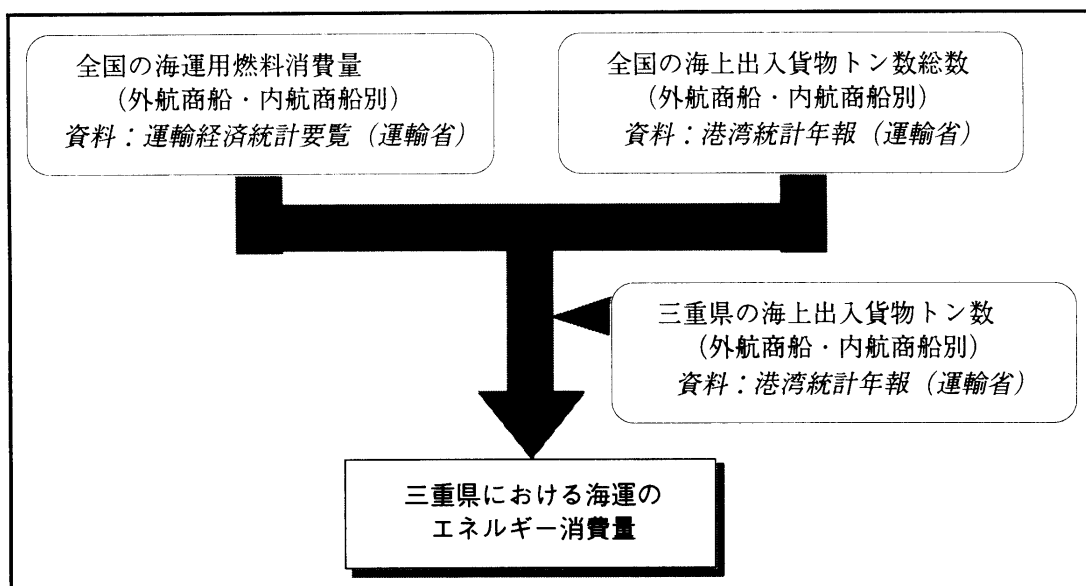 全国の海運用燃料消費量
（外航商船・内航商船別）
資料：運輸経済統計要覧（運輸省）
全国の海上出入貨物トン数総数
（外航商船・内航商船別）
資料：港湾統計年報（運輸省）
三重県の海上出入貨物トン数
（外航商船・内航商船別）
資料：港湾統計年報（運輸省）
三重県における海運の
エネルギー消費量